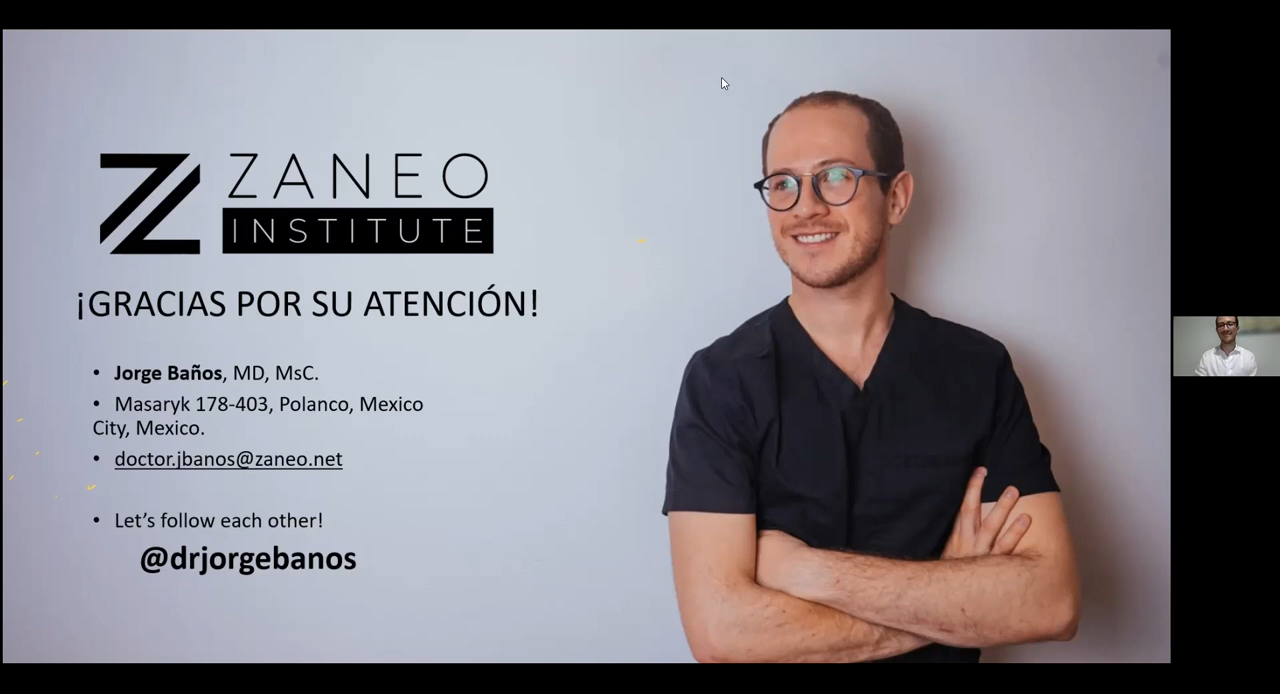 ZANEO
INSTITUTE
¡GRACIAS POR SU ATENCIÓN!
• Jorge Baños, MD, MsC.
• Masaryk 178-403, Polanco, Mexico
City, Mexico.
• doctor.jbanos@zaneo.net
• Let’s follow each other!
@drjorgebanos